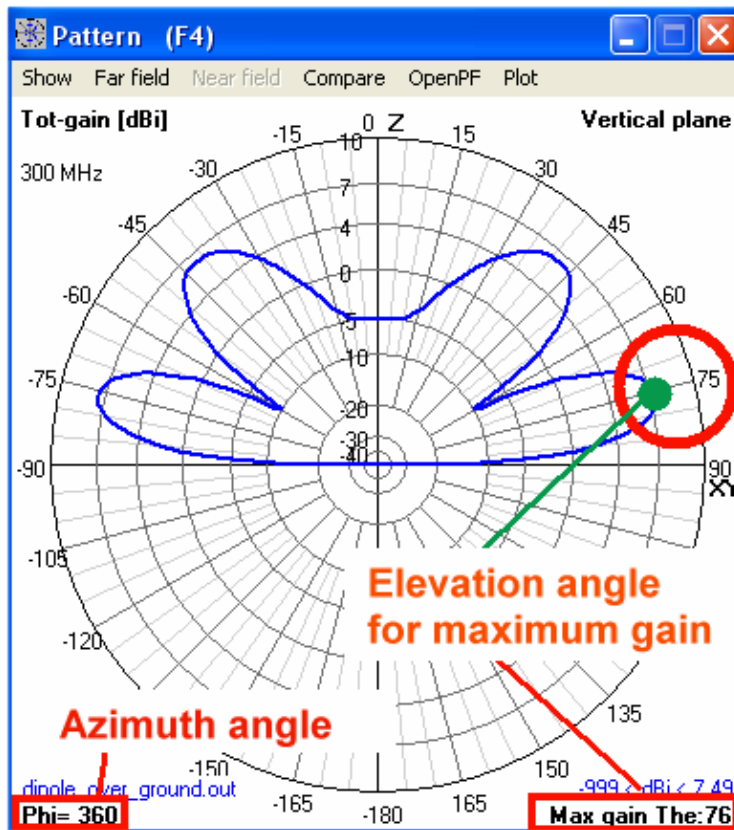 Pattern (F4)
Show Far field Near field Compare OpenPF Plot
Tot-gain [dBi]
Vertical plane
300 MHz
0 Z
-15
15
-30
30
-45
45
-60
60
-75
75
-90
90
XY
-105
-120
135
-150
150
-165
165
-180
10
7
4
0
-5
-10
-20
-30
-40
Elevation angle
for maximum gain
Azimuth angle
dipole_over_ground.out
-999 < dBi < 7.49
Phi= 360
Max gain The:76